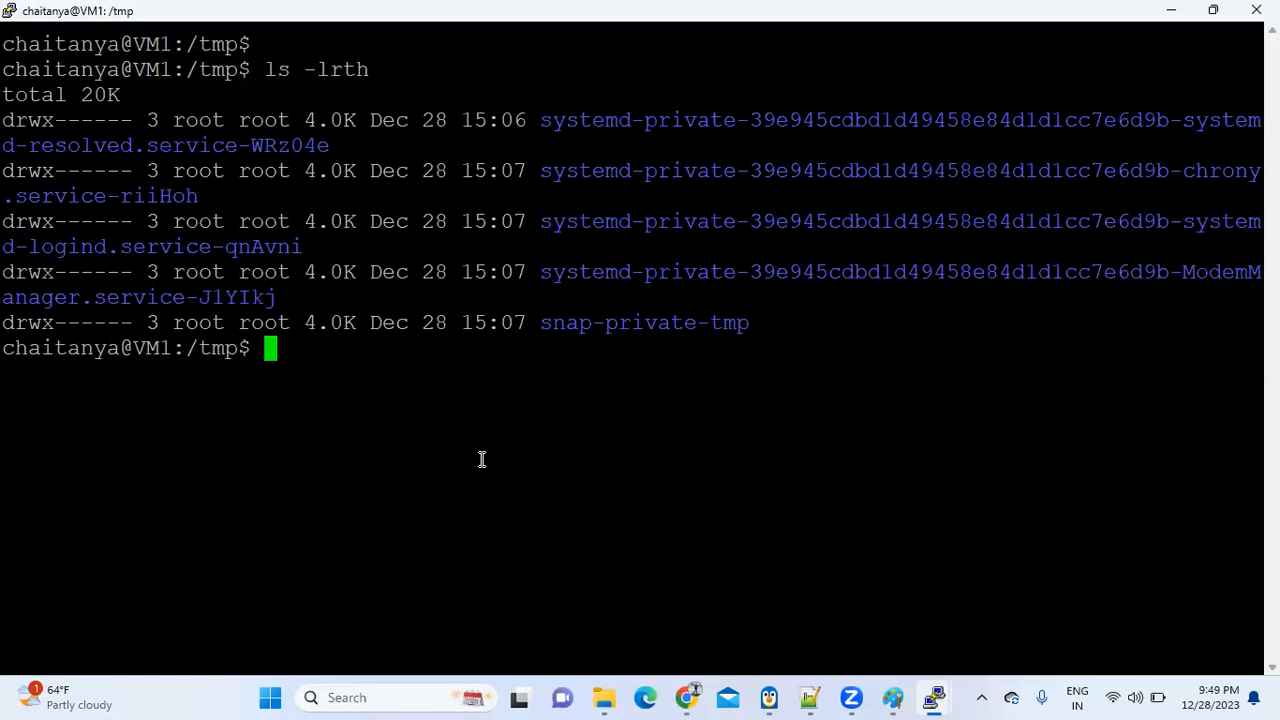 chaitanya@VM1: /tmp
chaitanya@VM1:/tmp$
chaitanya@VM1:/tmp$ ls -lrth
total 20K
drwx------ 3 root root 4.0K Dec 28 15:06 systemd-private-39e945cdbd1d49458e84d1d1cc7e6d9b-system
d-resolved.service-WRz04e
drwx------ 3 root root 4.0K Dec 28 15:07 systemd-private-39e945cdbd1d49458e84d1d1cc7e6d9b-chrony
.service-riiHoh
drwx------ 3 root root 4.0K Dec 28 15:07 systemd-private-39e945cdbd1d49458e84d1d1cc7e6d9b-system
d-logind.service-qnAvni
drwx------ 3 root root 4.0K Dec 28 15:07 systemd-private-39e945cdbd1d49458e84d1d1cc7e6d9b-ModemM
anager.service-J1YIkj
drwx------ 3 root root 4.0K Dec 28 15:07 snap-private-tmp
chaitanya@VM1:/tmp$
1
64°F
Partly cloudy
Search
ENG
IN
9:49 PM
12/28/2023